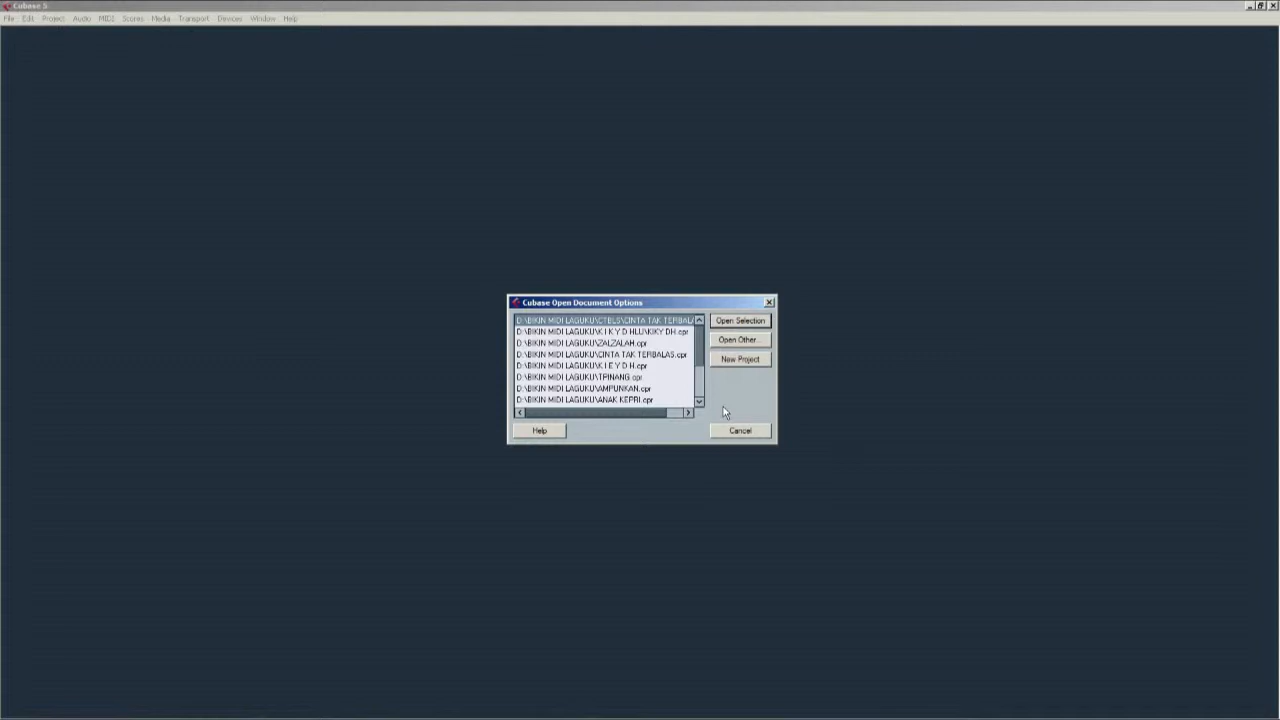 Cubase 5
File Edit Project Audio MIDI Scores Media Transport Devices Window Help
Cubase Open Document Options
D:\BIKIN MIDI LAGUKU\CTBLS\CINTA TAK TERBAL
D:\BIKIN MIDI LAGUKU\K I K Y D HLU\KIKY DH.cpr
D:\BIKIN MIDI LAGUKU\ZALZALAH.cpr
D:\BIKIN MIDI LAGUKU\CINTA TAK TERBALAS.cpr
D:\BIKIN MIDI LAGUKU\K I E Y D H.cpr
D:\BIKIN MIDI LAGUKU\TPINANG.cpr
D:\BIKIN MIDI LAGUKU\AMPUNKAN.cpr
D:\BIKIN MIDI LAGUKU\ANAK KEPRI.cpr
Open Selection
Open Other...
New Project
Help
Cancel